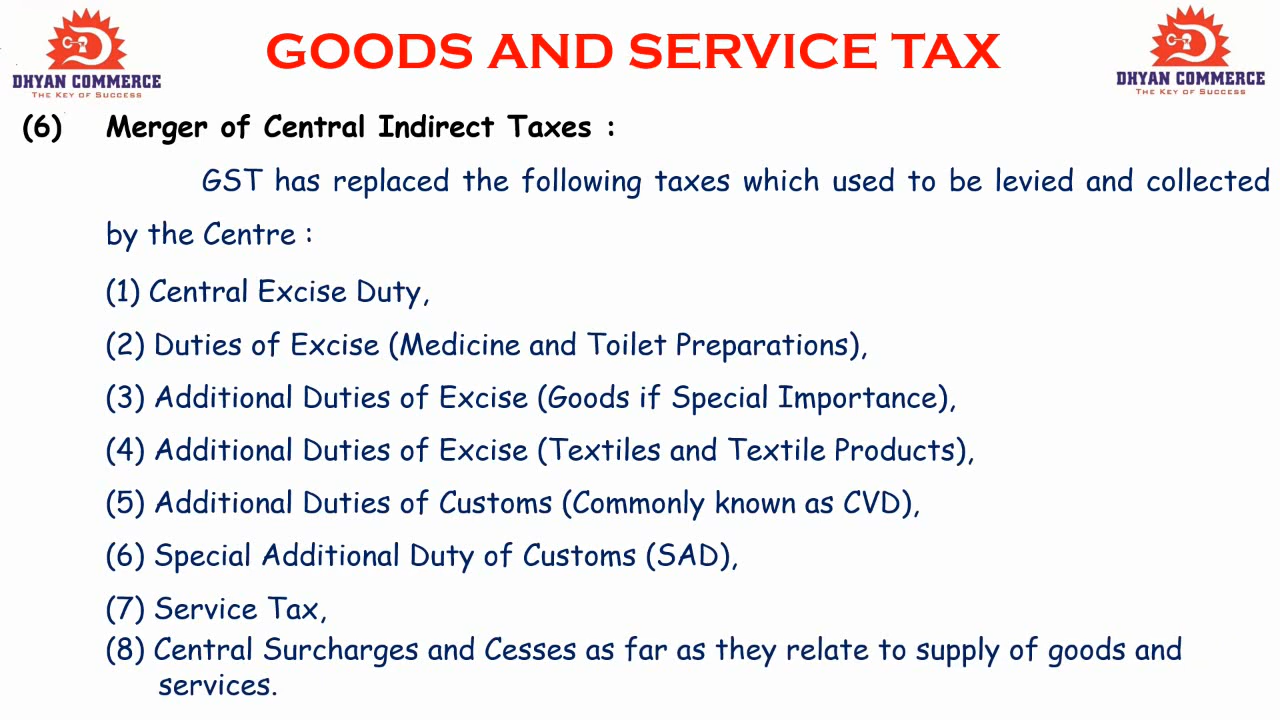 DHYAN COMMERCE
The Key of Success
GOODS AND SERVICE TAX
DHYAN COMMERCE
The Key of Success
(6) Merger of Central Indirect Taxes :
GST has replaced the following taxes which used to be levied and collected
by the Centre :
(1) Central Excise Duty,
(2) Duties of Excise (Medicine and Toilet Preparations),
(3) Additional Duties of Excise (Goods if Special Importance),
(4) Additional Duties of Excise (Textiles and Textile Products),
(5) Additional Duties of Customs (Commonly known as CVD),
(6) Special Additional Duty of Customs (SAD),
(7) Service Tax,
(8) Central Surcharges and Cesses as far as they relate to supply of goods and
services.